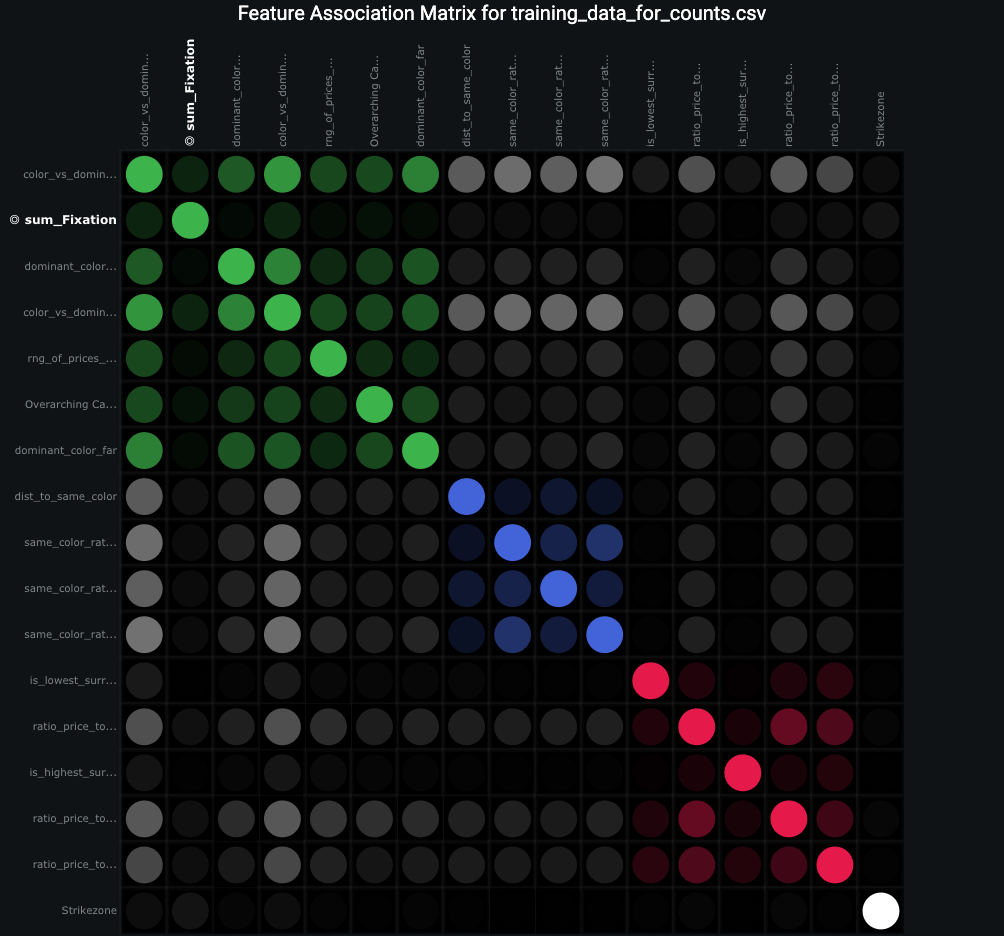 Feature Association Matrix for training_data_for_counts.csv
color_vs_domin...
◎ sum_Fixation
dominant_color...
color_vs_domin...
rng_of_prices_...
Overarching Ca...
dominant_color_far
dist_to_same_color
same_color_rat...
same_color_rat...
same_color_rat...
is_lowest_surr...
ratio_price_to...
is_highest_sur...
ratio_price_to...
ratio_price_to...
Strikezone
color_vs_domin...
◎ sum_Fixation
dominant_color...
color_vs_domin...
rng_of_prices_...
Overarching Ca...
dominant_color_far
dist_to_same_color
same_color_rat...
same_color_rat...
same_color_rat...
is_lowest_surr...
ratio_price_to...
is_highest_sur...
ratio_price_to...
ratio_price_to...
Strikezone